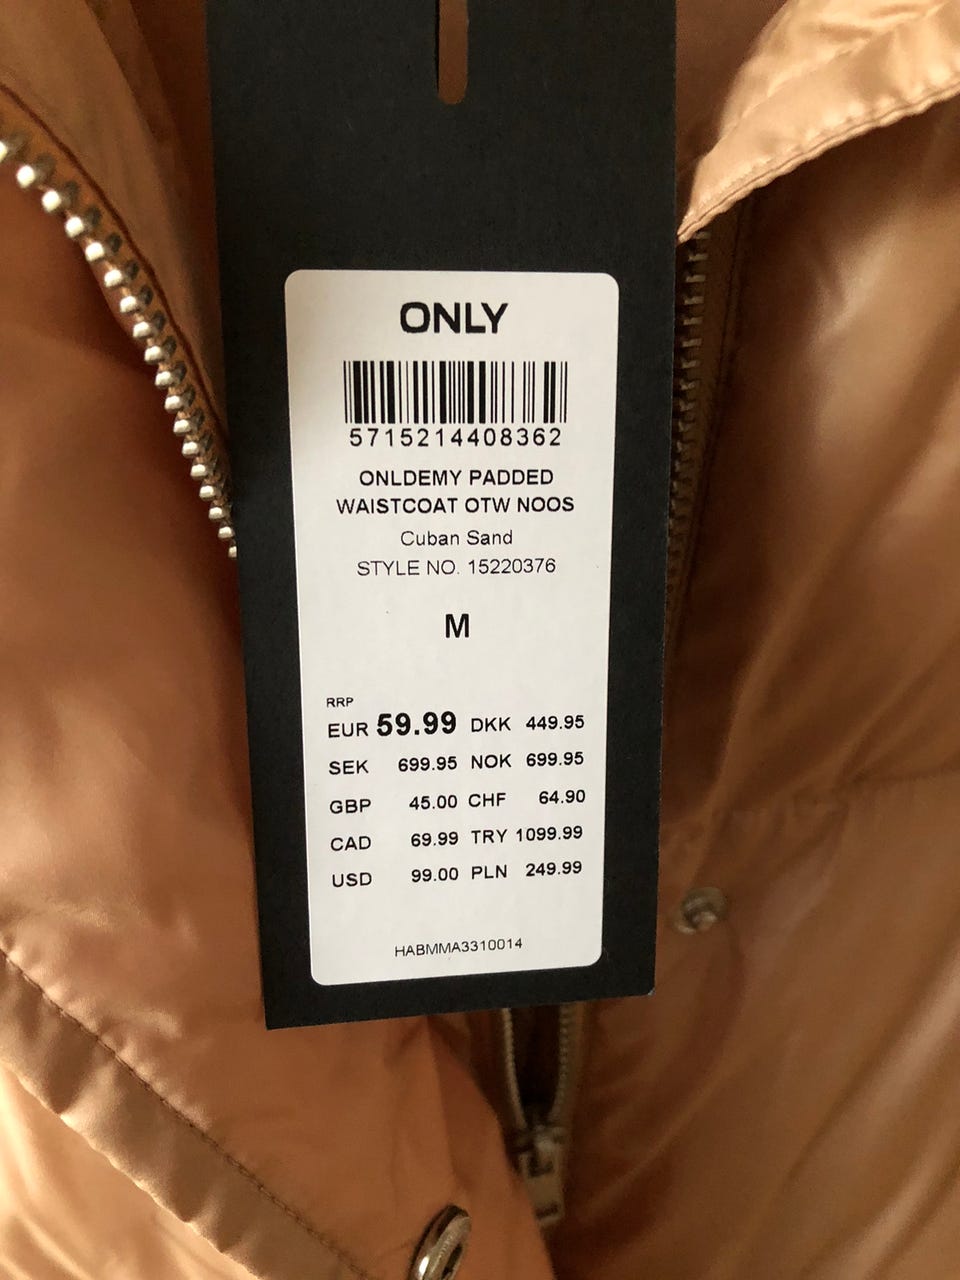 ONLY
5715214408362
ONLDEMY PADDED
WAISTCOAT OTW NOOS
Cuban Sand
STYLE NO. 15220376
M
RRP
EUR 59.99 DKK 449.95
SEK 699.95 NOK 699.95
GBP 45.00 CHF 64.90
CAD 69.99 TRY 1099.99
USD 99.00 PLN 249.99
HABMMA3310014